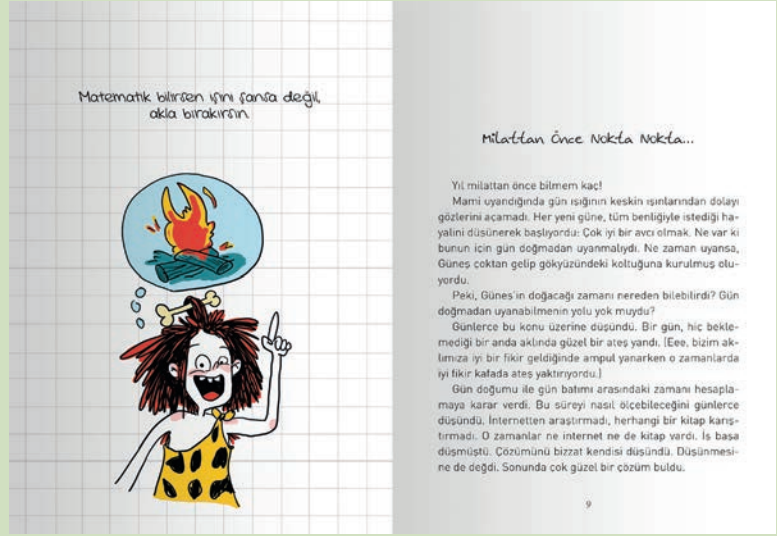 Matematik bilirsen işini şansa değil,
akla bırakırsın
Milattan Önce Nokta Nokta...
Yıl milattan önce bilmem kaç!
Mami uyandığında gün ışığının keskin ışınlarından dolayı
gözlerini açamadı. Her yeni güne, tüm benliğiyle istediği ha-
yalini düşünerek başlıyordu: Çok iyi bir avcı olmak. Ne var ki
bunun için gün doğmadan uyanmalıydı. Ne zaman uyansa,
Güneş çoktan gelip gökyüzündeki koltuğuna kurulmuş olu-
yordu.
Peki, Güneş'in doğacağı zamanı nereden bilebilirdi? Gün
doğmadan uyanabilmenin yolu yok muydu?
Günlerce bu konu üzerine düşündü. Bir gün, hiç bekle-
mediği bir anda aklında güzel bir ateş yandı. (Eee, bizim ak-
lımıza iyi bir fikir geldiğinde ampul yanarken o zamanlarda
iyi fikir kafada ateş yaktırıyordu.)
Gün doğumu ile gün batımı arasındaki zamanı hesapla-
maya karar verdi. Bu süreyi nasıl ölçebileceğini günlerce
düşündü. İnternetten araştırmadı, herhangi bir kitap karış-
tırmadı. O zamanlar ne internet ne de kitap vardı. İş başa
düşmüştü. Çözümünü bizzat kendisi düşündü. Düşünmesi-
ne de değdi. Sonunda çok güzel bir çözüm buldu.
9